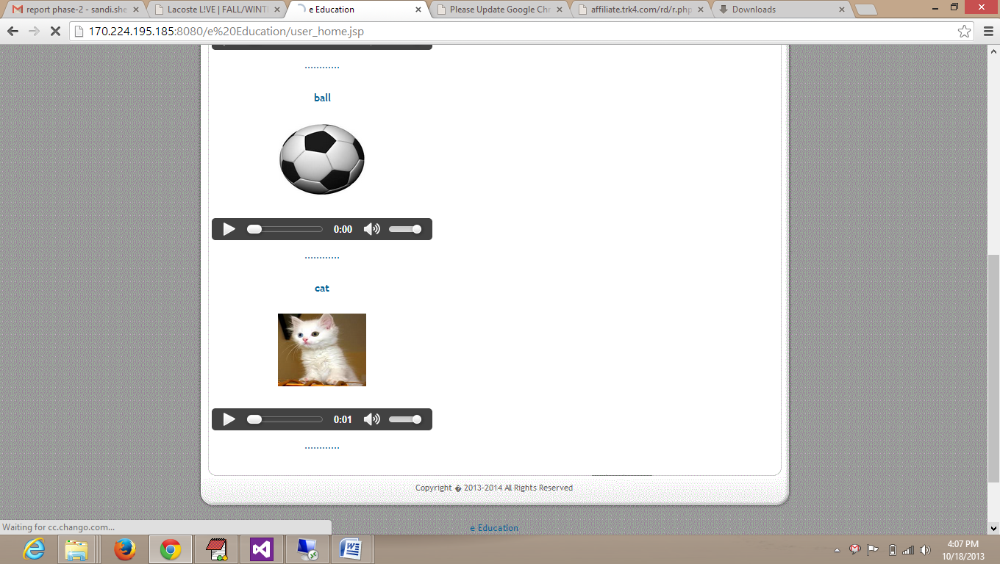 report phase-2 - sandi.she
Lacoste L!VE | FALL/WINT
e Education
Please Update Google Chr
affiliate.trk4.com/rd/r.php
Downloads
170.224.195.185:8080/e%20Education/user_home.jsp
............
ball
0:00
............
cat
0:01
............
Copyright � 2013-2014 All Rights Reserved
Waiting for cc.chango.com...
e Education
4:07 PM
10/18/2013